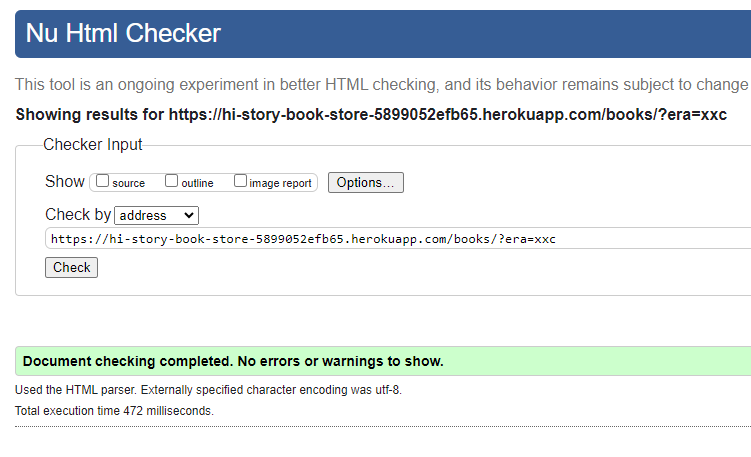 Nu Html Checker
This tool is an ongoing experiment in better HTML checking, and its behavior remains subject to change
Showing results for https://hi-story-book-store-5899052efb65.herokuapp.com/books/?era=xxc
Checker Input
Show source outline image report Options...
Check by address
https://hi-story-book-store-5899052efb65.herokuapp.com/books/?era=xxc
Check
Document checking completed. No errors or warnings to show.
Used the HTML parser. Externally specified character encoding was utf-8.
Total execution time 472 milliseconds.